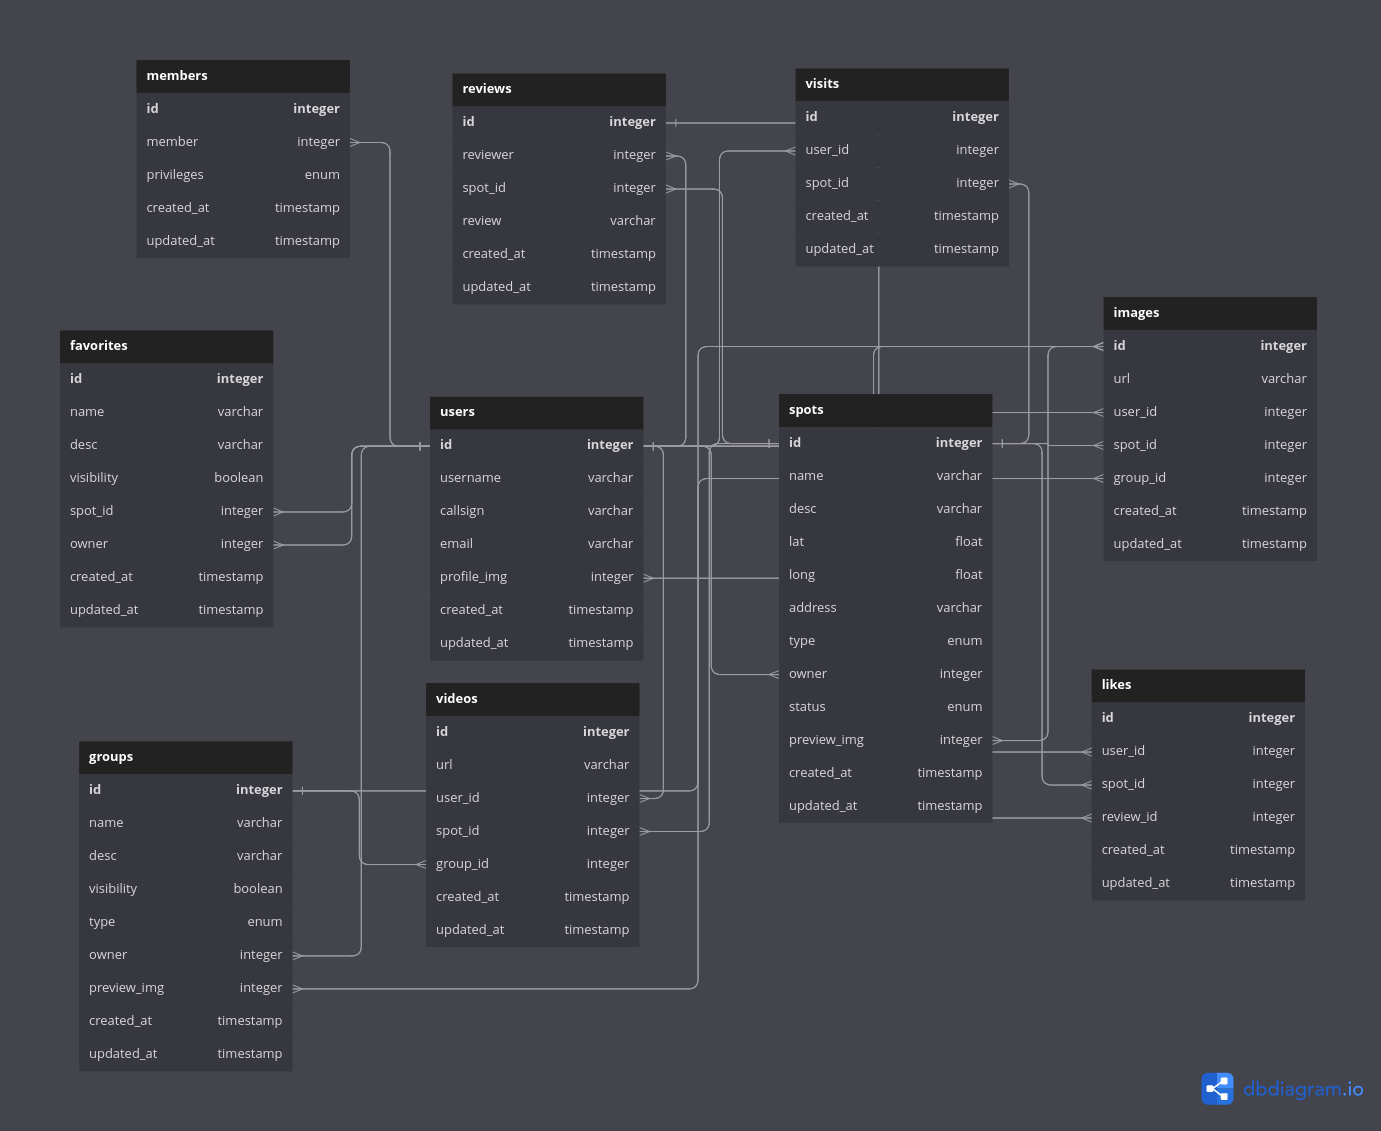 members
id integer
member integer
privileges enum
created_at timestamp
updated_at timestamp
reviews
id integer
reviewer integer
spot_id integer
review varchar
created_at timestamp
updated_at timestamp
visits
id integer
user_id integer
spot_id integer
created_at timestamp
updated_at timestamp
images
id integer
url varchar
user_id integer
spot_id integer
group_id integer
created_at timestamp
updated_at timestamp
favorites
id integer
name varchar
desc varchar
visibility boolean
spot_id integer
owner integer
created_at timestamp
updated_at timestamp
users
id integer
username varchar
callsign varchar
email varchar
profile_img integer
created_at timestamp
updated_at timestamp
spots
id integer
name varchar
desc varchar
lat float
long float
address varchar
type enum
owner integer
status enum
preview_img integer
created_at timestamp
updated_at timestamp
likes
id integer
user_id integer
spot_id integer
review_id integer
created_at timestamp
updated_at timestamp
videos
id integer
url varchar
user_id integer
spot_id integer
group_id integer
created_at timestamp
updated_at timestamp
groups
id integer
name varchar
desc varchar
visibility boolean
type enum
owner integer
preview_img integer
created_at timestamp
updated_at timestamp
dbdiagram.io